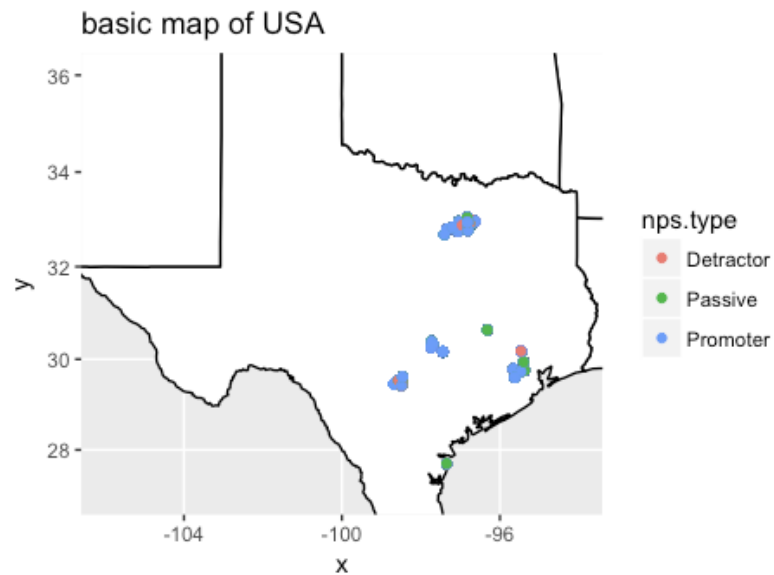 basic map of USA
36
34
32
30
28
-104
-100
-96
x
y
nps.type
Detractor
Passive
Promoter